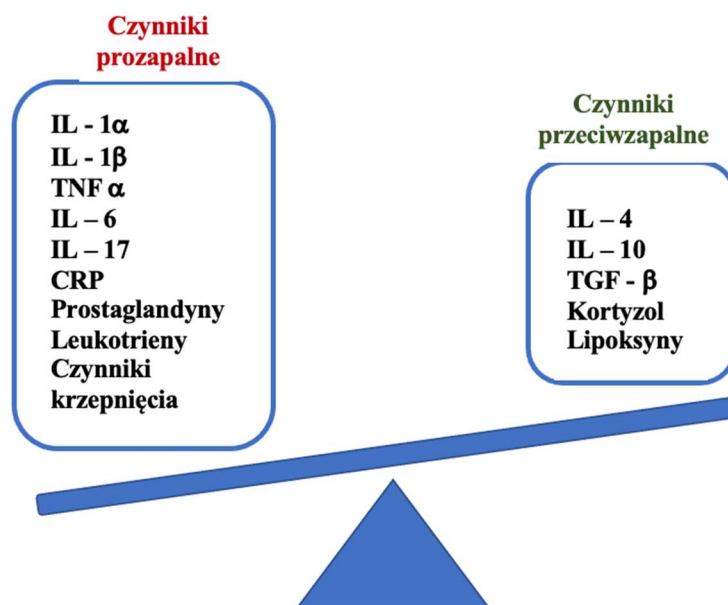 Czynniki
prozapalne
IL - 1α
IL - 1β
TNF α
IL – 6
IL – 17
CRP
Prostaglandyny
Leukotrieny
Czynniki
krzepnięcia
Czynniki
przeciwzapalne
IL – 4
IL – 10
TGF - β
Kortyzol
Lipoksyny